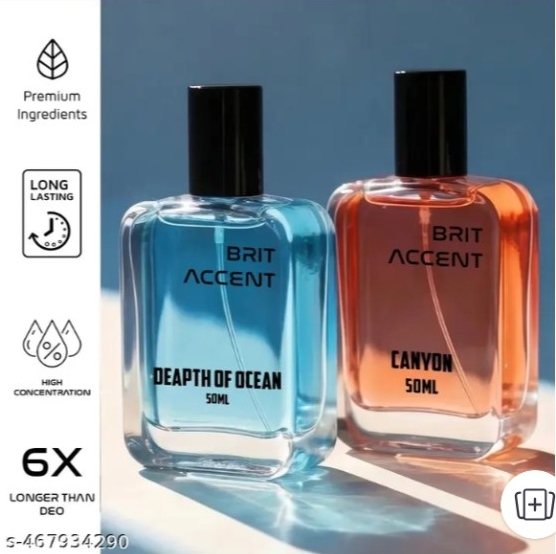 Premium
Ingredients
LONG
LASTING
HIGH
CONCENTRATION
6X
LONGER THAN
DEO
s-467934290
BRIT
ACCENT
DEAPTH OF OCEAN
50ML
BRIT
ACCENT
CANYON
50ML